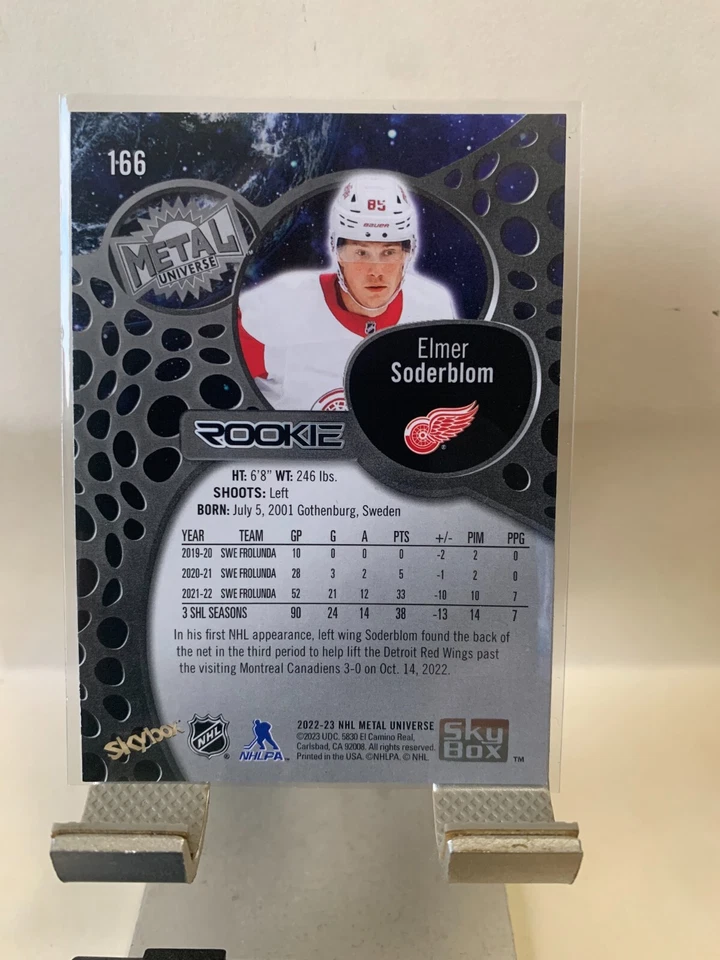 166
METAL
UNIVERSE
85
BAUER
Elmer
Soderblom
ROOKIE
HT: 6'8” WT: 246 lbs.
SHOOTS: Left
BORN: July 5, 2001 Gothenburg, Sweden
YEAR TEAM GP G A PTS +/- PIM PPG
2019-20 SWE FROLUNDA 10 0 0 0 -2 2 0
2020-21 SWE FROLUNDA 28 3 2 5 -1 2 0
2021-22 SWE FROLUNDA 52 21 12 33 -10 10 7
3 SHL SEASONS 90 24 14 38 -13 14 7
In his first NHL appearance, left wing Soderblom found the back of
the net in the third period to help lift the Detroit Red Wings past
the visiting Montreal Canadiens 3-0 on Oct. 14, 2022.
skybox
NHL
NHLPA™
2022-23 NHL METAL UNIVERSE
©2023 UDC. 5830 El Camino Real,
Carlsbad, CA 92008. All rights reserved.
Printed in the USA. ©NHLPA. © NHL
Sky
BOX ™